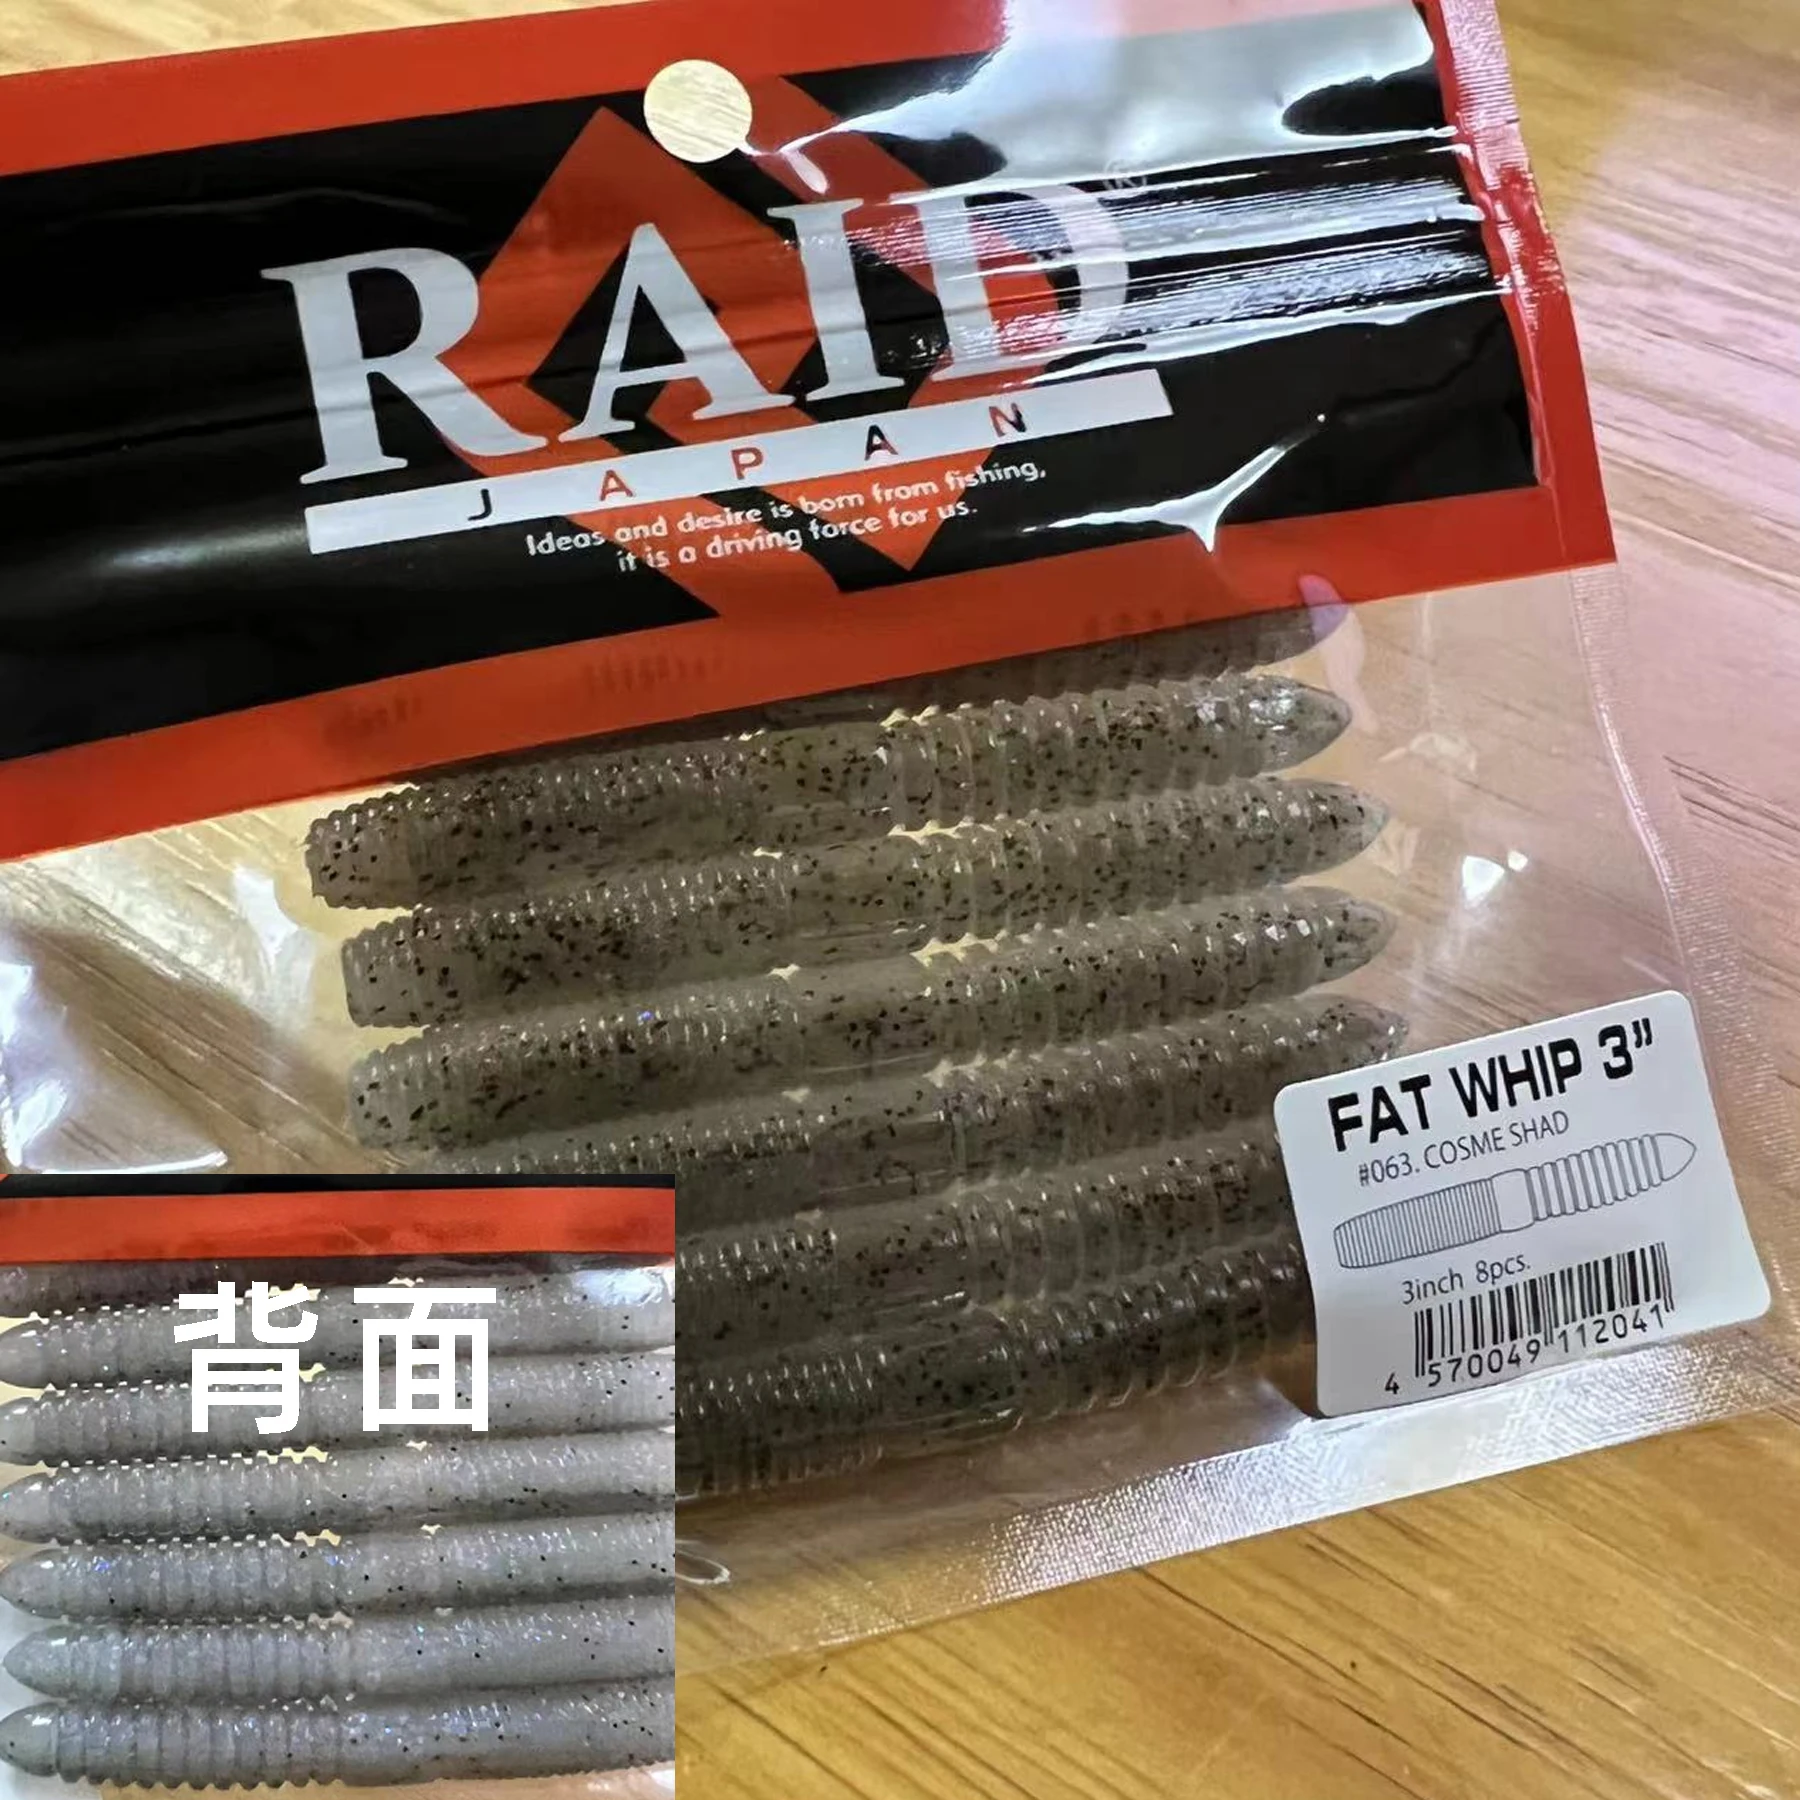 RAID®
JAPAN
Ideas and desire is born from fishing,
it is a driving force for us.
FAT WHIP 3"
#063. COSME SHAD
3inch 8pcs.
4 570049 112041
背面